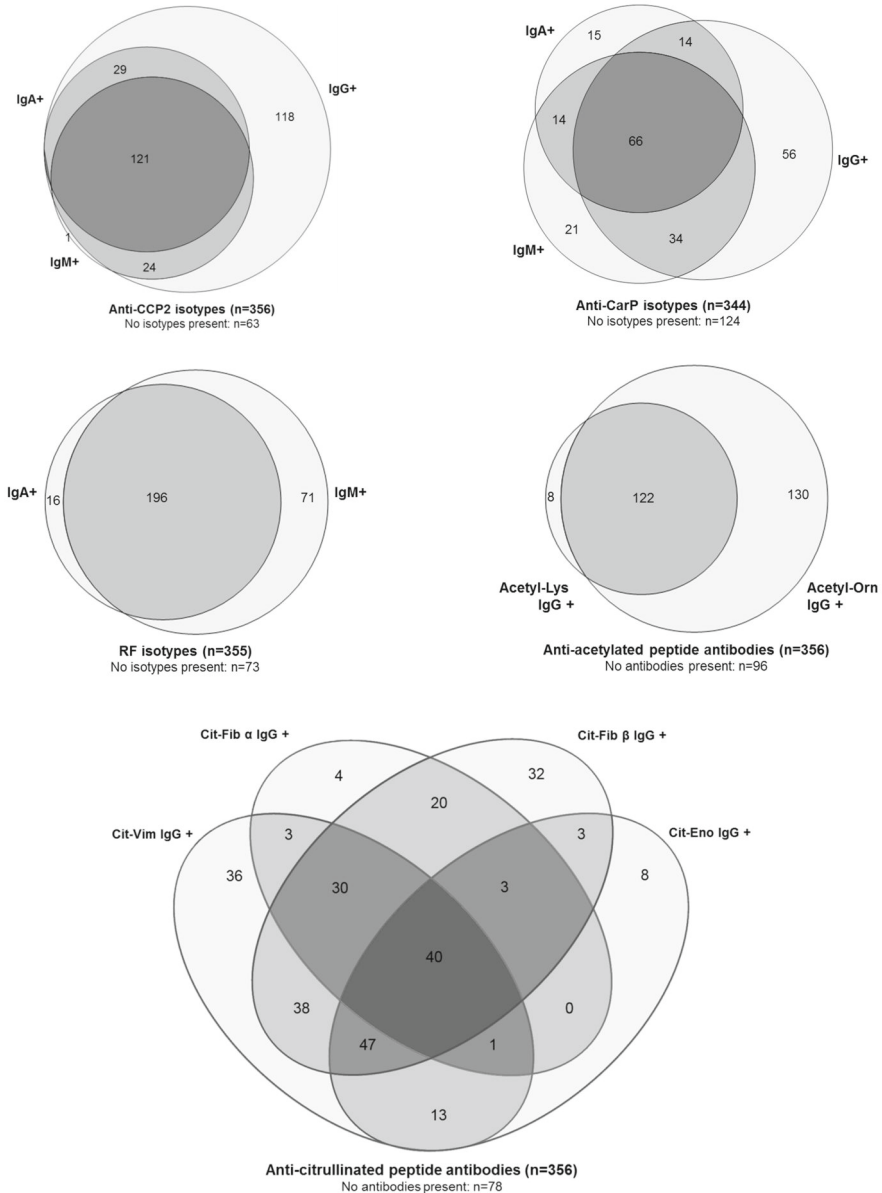 IgA+
29
IgG+
118
121
1
IgM+
24
Anti-CCP2 isotypes (n=356)
No isotypes present: n=63
IgA+
15
14
14
66
56
IgG+
21
34
IgM+
Anti-CarP isotypes (n=344)
No isotypes present: n=124
IgA+
16
196
71
IgM+
RF isotypes (n=355)
No isotypes present: n=73
8
122
130
Acetyl-Lys
IgG +
Acetyl-Orn
IgG +
Anti-acetylated peptide antibodies (n=356)
No antibodies present: n=96
Cit-Fib α IgG +
Cit-Fib β IgG +
4
32
20
Cit-Vim IgG +
3
3
Cit-Eno IgG +
36
30
3
8
40
38
0
47
1
13
Anti-citrullinated peptide antibodies (n=356)
No antibodies present: n=78